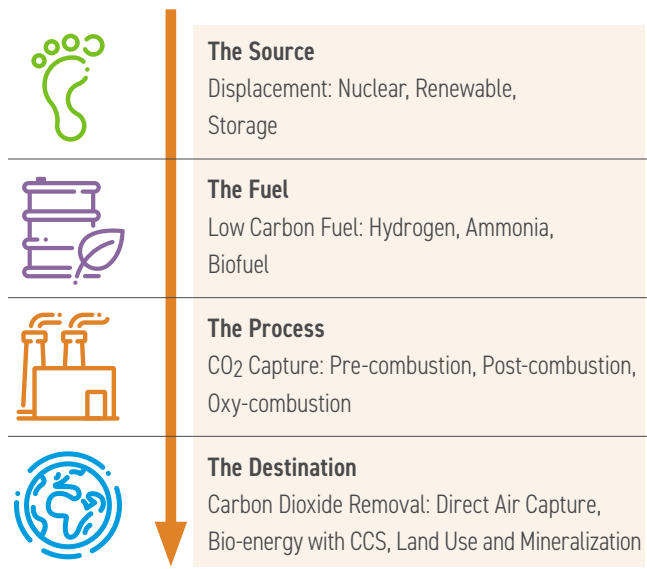 The Source
Displacement: Nuclear, Renewable,
Storage
The Fuel
Low Carbon Fuel: Hydrogen, Ammonia,
Biofuel
The Process
CO2 Capture: Pre-combustion, Post-combustion,
Oxy-combustion
The Destination
Carbon Dioxide Removal: Direct Air Capture,
Bio-energy with CCS, Land Use and Mineralization